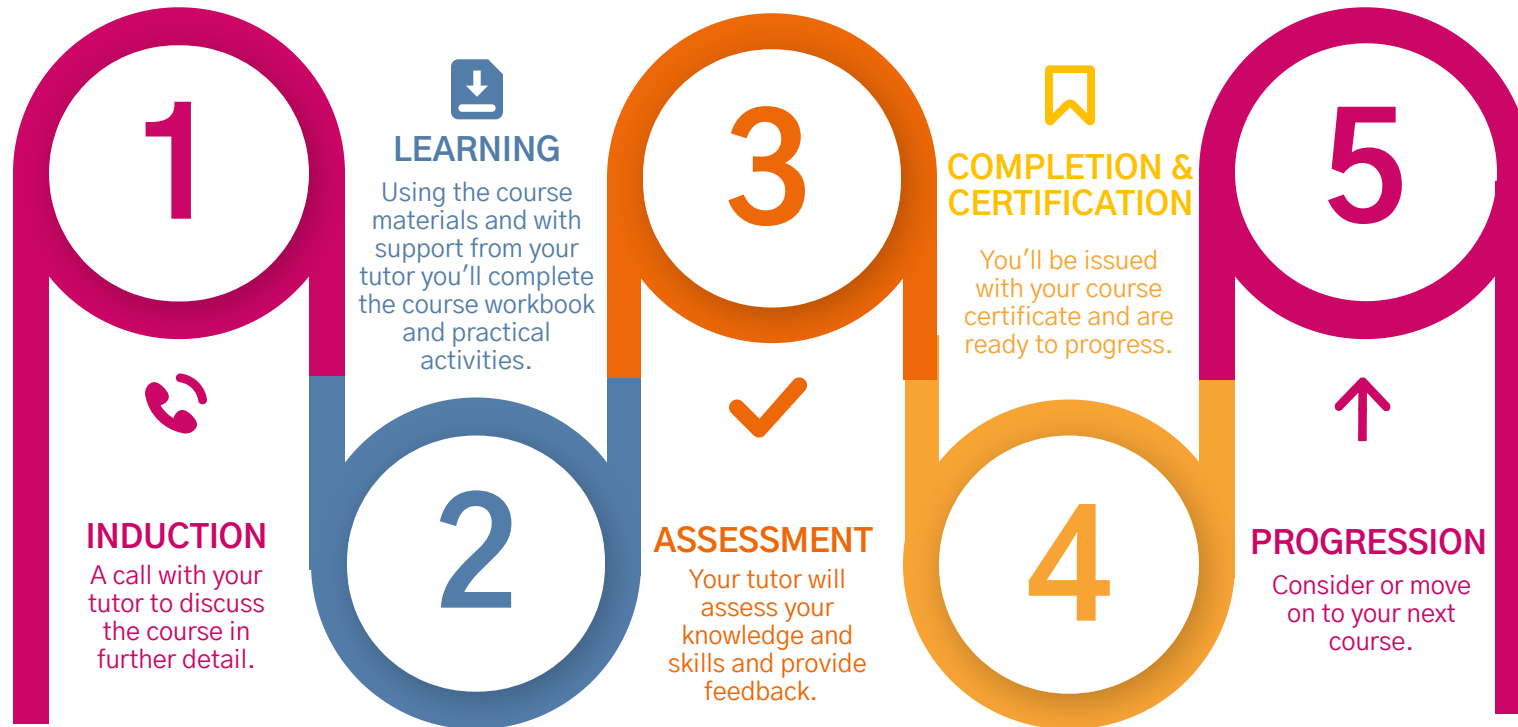 1
INDUCTION
A call with your
tutor to discuss
the course in
further detail.
2
LEARNING
Using the course
materials and with
support from your
tutor you'll complete
the course workbook
and practical
activities.
3
ASSESSMENT
Your tutor will
assess your
knowledge and
skills and provide
feedback.
4
COMPLETION &
CERTIFICATION
You'll be issued
with your course
certificate and are
ready to progress.
5
PROGRESSION
Consider or move
on to your next
course.